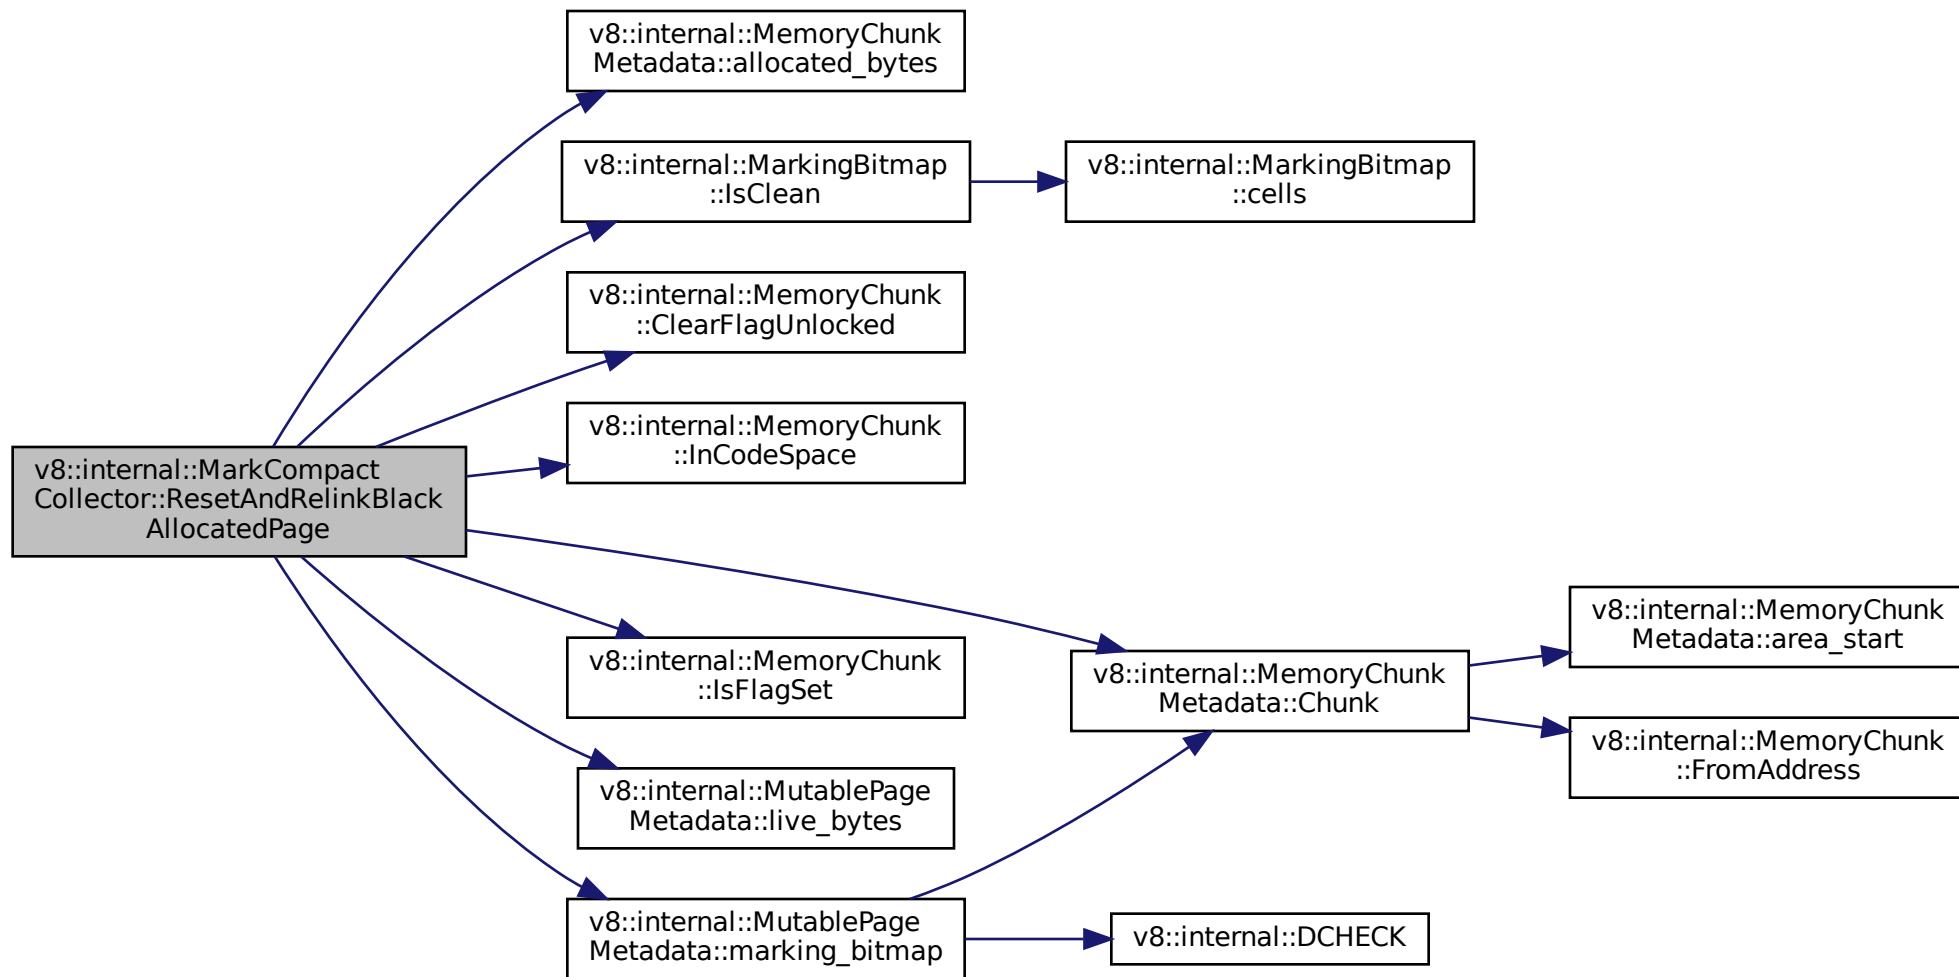 v8::internal::MemoryChunk
Metadata::allocated_bytes
v8::internal::MarkingBitmap
::IsClean
v8::internal::MarkingBitmap
::cells
v8::internal::MemoryChunk
::ClearFlagUnlocked
v8::internal::MemoryChunk
::InCodeSpace
v8::internal::MarkCompact
Collector::ResetAndRelinkBlack
AllocatedPage
v8::internal::MemoryChunk
::IsFlagSet
v8::internal::MemoryChunk
Metadata::Chunk
v8::internal::MemoryChunk
Metadata::area_start
v8::internal::MemoryChunk
::FromAddress
v8::internal::MutablePage
Metadata::live_bytes
v8::internal::MutablePage
Metadata::marking_bitmap
v8::internal::DCHECK